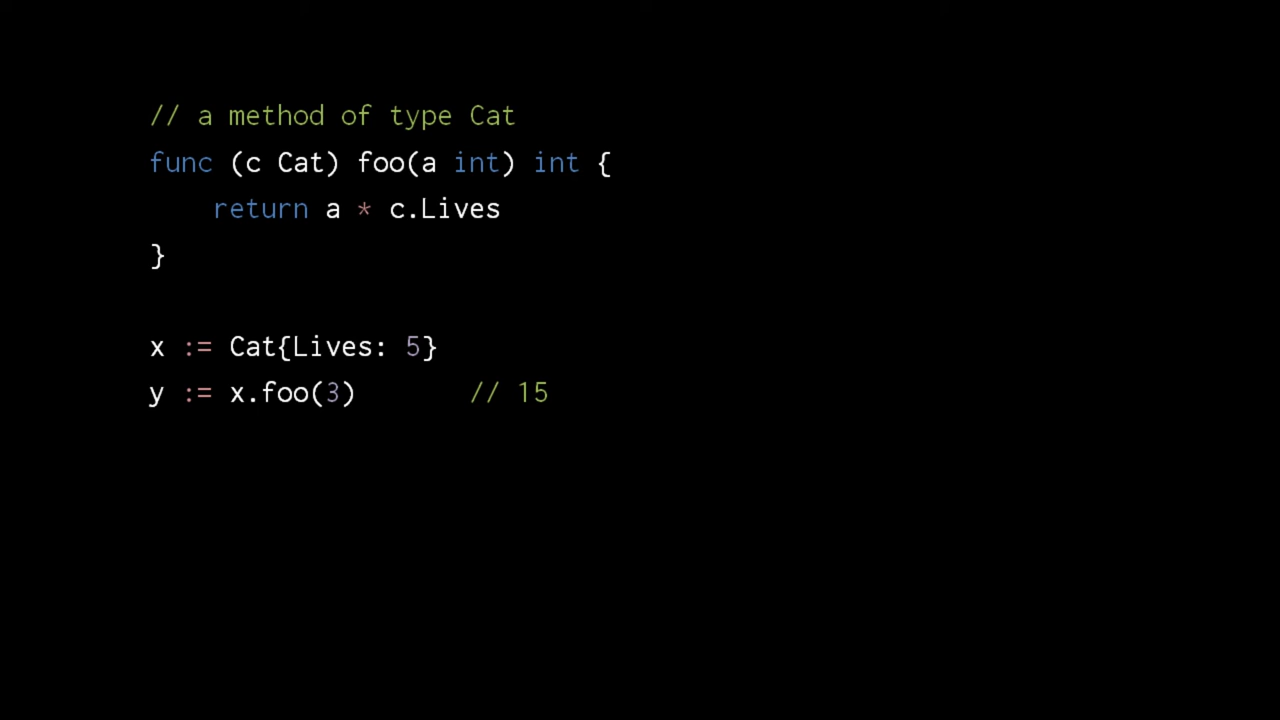 // a method of type Cat
func (c Cat) foo(a int) int {
    return a * c.Lives
}
x := Cat{Lives: 5}
y := x.foo(3)       // 15